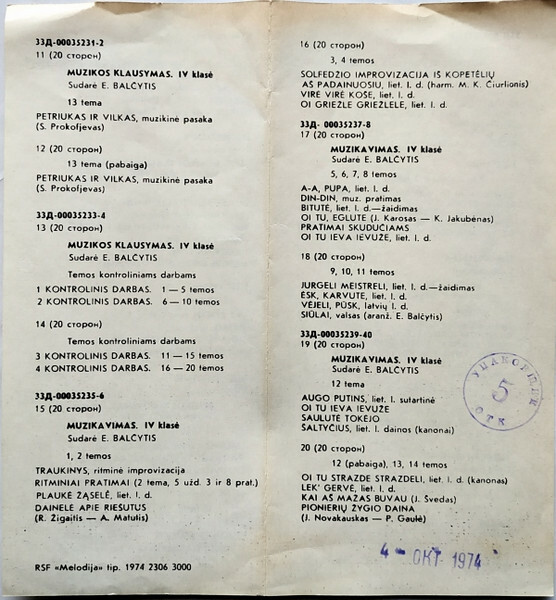 33Д-00035231-2
11 (20 сторон)
MUZIKOS KLAUSYMAS. IV klasė
Sudarė E. BALČYTIS
13 tema
PETRIUKAS IR VILKAS, muzikinė pasaka
(S. Prokofjevas)
12 (20 сторон)
13 tema (pabaiga)
PETRIUKAS IR VILKAS, muzikinė pasaka
(S. Prokofjevas)
33Д-00035233-4
13 (20 сторон)
MUZIKOS KLAUSYMAS. IV klasė
Sudarė E. BALČYTIS
Temos kontroliniams darbams
1 KONTROLINIS DARBAS. 1 — 5 temos
2 KONTROLINIS DARBAS. 6 — 10 temos
14 (20 сторон)
Temos kontroliniams darbams
3 KONTROLINIS DARBAS. 11 — 15 temos
4 KONTROLINIS DARBAS. 16 — 20 temos
33Д-00035235-6
15 (20 сторон)
MUZIKAVIMAS. IV klasė
Sudarė E. BALČYTIS
1, 2 temos
TRAUKINYS, ritminė improvizacija
RITMINIAI PRATIMAI (2 tema, 5 užd. 3 ir 8 prat.)
PLAUKĖ ŽĄSELĖ, liet. l. d.
DAINELĖ APIE RIEŠUTUS
(R. Žigaitis — A. Matutis)
RSF «Melodija» tip. 1974 2306 3000
16 (20 сторон)
3, 4 temos
SOLFEDŽIO IMPROVIZACIJA IŠ KOPĖTĖLIŲ
AŠ PADAINUOSIU, liet. l. d. (harm. M. K. Čiurlionis)
VIRĖ VIRĖ KOŠĘ, liet. l. d.
OI GRIEŽLE GRIEŽLELE, liet. l. d.
33Д- 00035237-8
17 (20 сторон)
MUZIKAVIMAS. IV klasė
Sudarė E. BALČYTIS
5, 6, 7, 8 temos
A-A, PUPA, liet. l. d.
DIN-DIN, muz. pratimas
BITUTĖ, liet. l. d.—žaidimas
OI TU, EGLUTE (J. Karosas — K. Jakubėnas)
PRATIMAI SKUDUČIAMS
OI TU IEVA IEVUŽE, liet. l. d.
18 (20 сторон)
9, 10, 11 temos
JURGELI MEISTRELI, liet. l. d.—žaidimas
ĖSK, KARVUTE, liet. l. d.
VĖJELI, PŪSK, latvių l. d.
SIŪLAI, valsas (aranž. E. Balčytis)
33Д-00035239-40
19 (20 сторон)
MUZIKAVIMAS. IV klasė
Sudarė E. BALČYTIS
12 tema
AUGO PUTINS, liet. l. sutartinė
OI TU IEVA IEVUŽE
SAULUTĖ TEKĖJO
ŠALTYČIUS, liet. l. dainos (kanonai)
20 (20 сторон)
12 (pabaiga), 13, 14 temos
OI TU STRAZDE STRAZDELI, liet. l. d. (kanonas)
LEK' GERVĖ, liet. l. d.
KAI AŠ MAŽAS BUVAU (J. Švedas)
PIONIERIŲ ŽYGIO DAINA
(J. Novakauskas — P. Gaulė)
5
ОТК
4 - ОКТ 1974